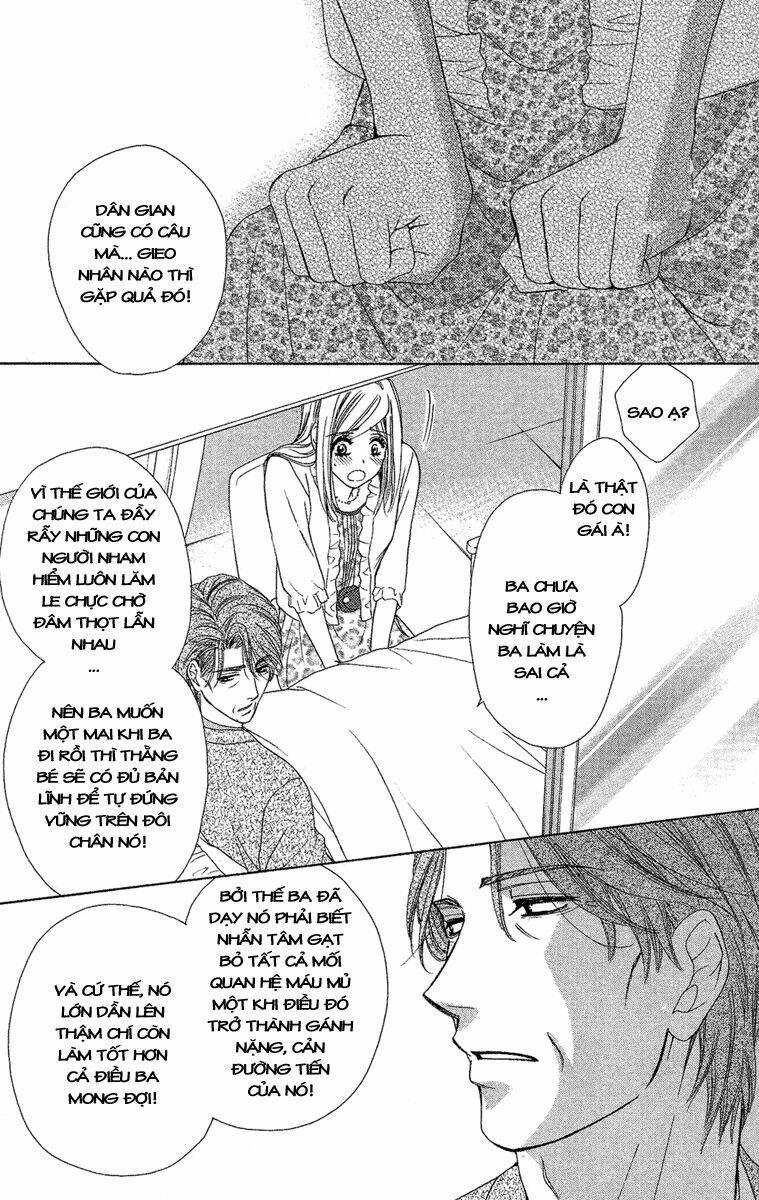 DÂN GIAN
CŨNG CÓ CÂU
MÀ... GIEO
NHÂN NÀO THÌ
GẶP QUẢ ĐÓ!
SAO Ạ?
LÀ THẬT
ĐÓ CON
GÁI À!
BA CHƯA
BAO GIỜ
NGHĨ CHUYỆN
BA LÀM LÀ
SAI CẢ
...
VÌ THẾ GIỚI CỦA
CHÚNG TA ĐẦY
RẪY NHỮNG CON
NGƯỜI NHAM
HIỂM LUÔN LĂM
LE CHỰC CHỜ
ĐÂM THỌT LẪN
NHAU
...
NÊN BA MUỐN
MỘT MAI KHI BA
ĐI RỒI THÌ THẰNG
BÉ SẼ CÓ ĐỦ BẢN
LĨNH ĐỂ TỰ ĐỨNG
VỮNG TRÊN ĐÔI
CHÂN NÓ!
BỞI THẾ BA ĐÃ
DẠY NÓ PHẢI BIẾT
NHẪN TÂM GẠT
BỎ TẤT CẢ MỐI
QUAN HỆ MÁU MỦ
MỘT KHI ĐIỀU ĐÓ
TRỞ THÀNH GÁNH
NẶNG, CẢN
ĐƯỜNG TIẾN
CỦA NÓ!
VÀ CỨ THẾ, NÓ
LỚN DẦN LÊN
THẬM CHÍ CÒN
LÀM TỐT HƠN
CẢ ĐIỀU BA
MONG ĐỢI!